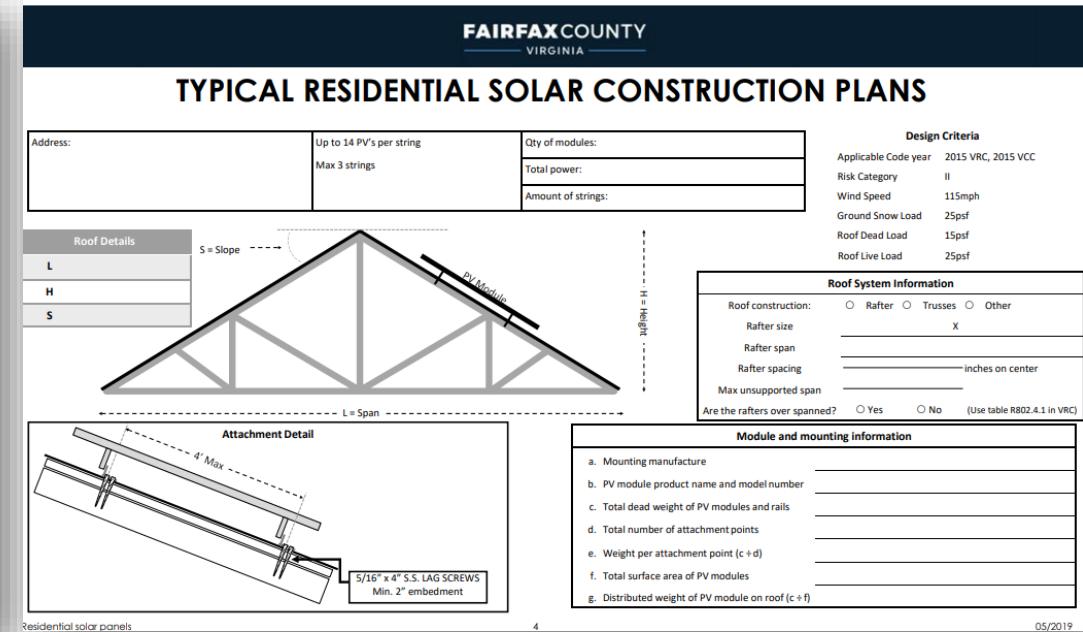 FAIRFAX COUNTY
VIRGINIA
TYPICAL RESIDENTIAL SOLAR CONSTRUCTION PLANS
Address:
Up to 14 PV's per string
Max 3 strings
Qty of modules:
Total power:
Amount of strings:
Design Criteria
Applicable Code year 2015 VRC, 2015 VCC
Risk Category II
Wind Speed 115mph
Ground Snow Load 25psf
Roof Dead Load 15psf
Roof Live Load 25psf
Roof Details
L
H
S
S = Slope
PV Module
H = Height
L = Span
Roof System Information
Roof construction: Rafter Trusses Other
Rafter size X
Rafter span
Rafter spacing inches on center
Max unsupported span
Are the rafters over spanned? Yes No (Use table R802.4.1 in VRC)
Attachment Detail
4' Max
5/16" x 4" S.S. LAG SCREWS
Min. 2" embedment
Module and mounting information
a. Mounting manufacture
b. PV module product name and model number
c. Total dead weight of PV modules and rails
d. Total number of attachment points
e. Weight per attachment point (c ÷ d)
f. Total surface area of PV modules
g. Distributed weight of PV module on roof (c ÷ f)
Residential solar panels 4 05/2019